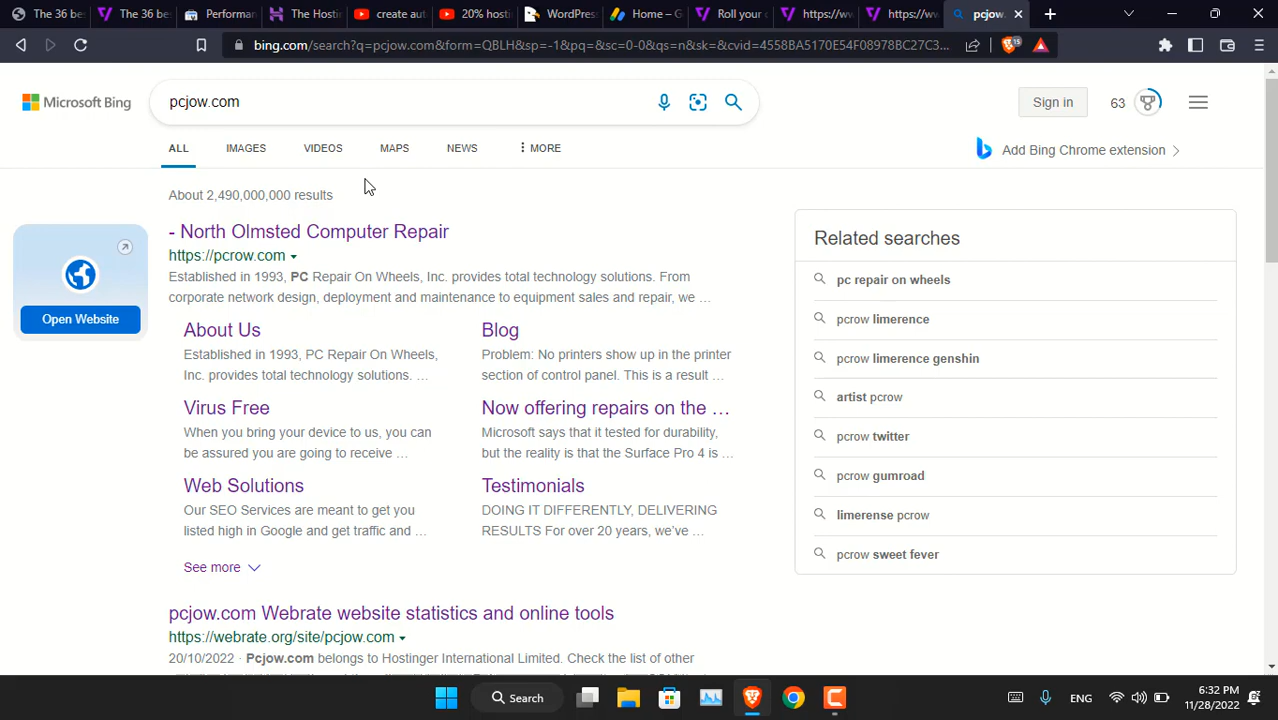 The 36 bes
The 36 bes
Performan
The Hostin
create aut
20% hosti
WordPress
Home – G
Roll your o
https://ww
https://ww
pcjow.
bing.com/search?q=pcjow.com&form=QBLH&sp=-1&pq=&sc=0-0&qs=n&sk=&cvid=4558BA5170E54F08978BC27C3...
15
Microsoft Bing
pcjow.com
Sign in
63
ALL
IMAGES
VIDEOS
MAPS
NEWS
MORE
Add Bing Chrome extension
About 2,490,000,000 results
Open Website
- North Olmsted Computer Repair
https://pcrow.com
Established in 1993, PC Repair On Wheels, Inc. provides total technology solutions. From
corporate network design, deployment and maintenance to equipment sales and repair, we ...
About Us
Established in 1993, PC Repair On Wheels,
Inc. provides total technology solutions. ...
Blog
Problem: No printers show up in the printer
section of control panel. This is a result ...
Virus Free
When you bring your device to us, you can
be assured you are going to receive ...
Now offering repairs on the ...
Microsoft says that it tested for durability,
but the reality is that the Surface Pro 4 is ...
Web Solutions
Our SEO Services are meant to get you
listed high in Google and get traffic and ...
Testimonials
DOING IT DIFFERENTLY, DELIVERING
RESULTS For over 20 years, we've ...
See more
pcjow.com Webrate website statistics and online tools
https://webrate.org/site/pcjow.com
20/10/2022 · Pcjow.com belongs to Hostinger International Limited. Check the list of other
Related searches
pc repair on wheels
pcrow limerence
pcrow limerence genshin
artist pcrow
pcrow twitter
pcrow gumroad
limerense pcrow
pcrow sweet fever
Search
ENG
6:32 PM
11/28/2022